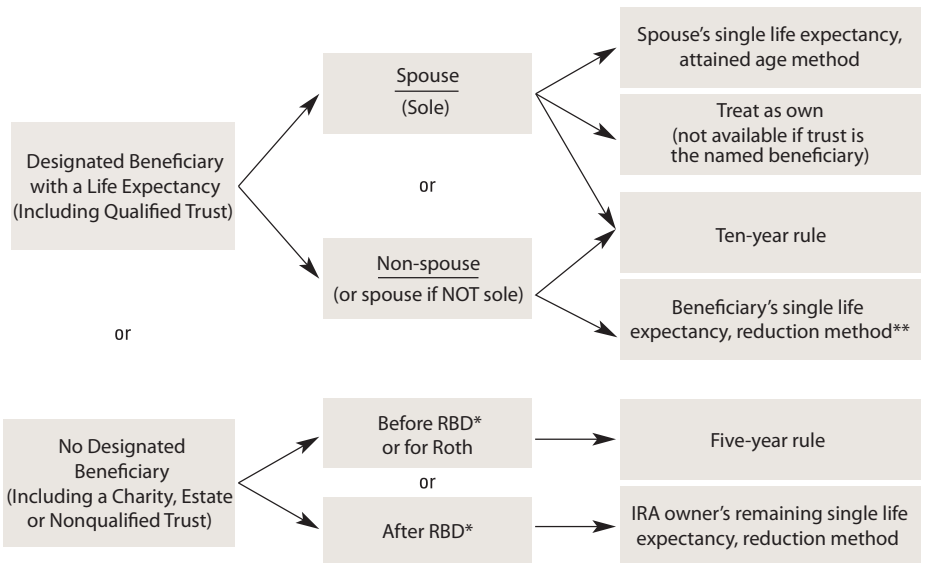 Designated Beneficiary
with a Life Expectancy
(Including Qualified Trust)
or
No Designated
Beneficiary
(Including a Charity, Estate
or Nonqualified Trust)
Spouse
(Sole)
or
Non-spouse
(or spouse if NOT sole)
Before RBD*
or for Roth
or
After RBD*
Spouse's single life expectancy,
attained age method
Treat as own
(not available if trust is
the named beneficiary)
Ten-year rule
Beneficiary's single life
expectancy, reduction method**
Five-year rule
IRA owner's remaining single life
expectancy, reduction method